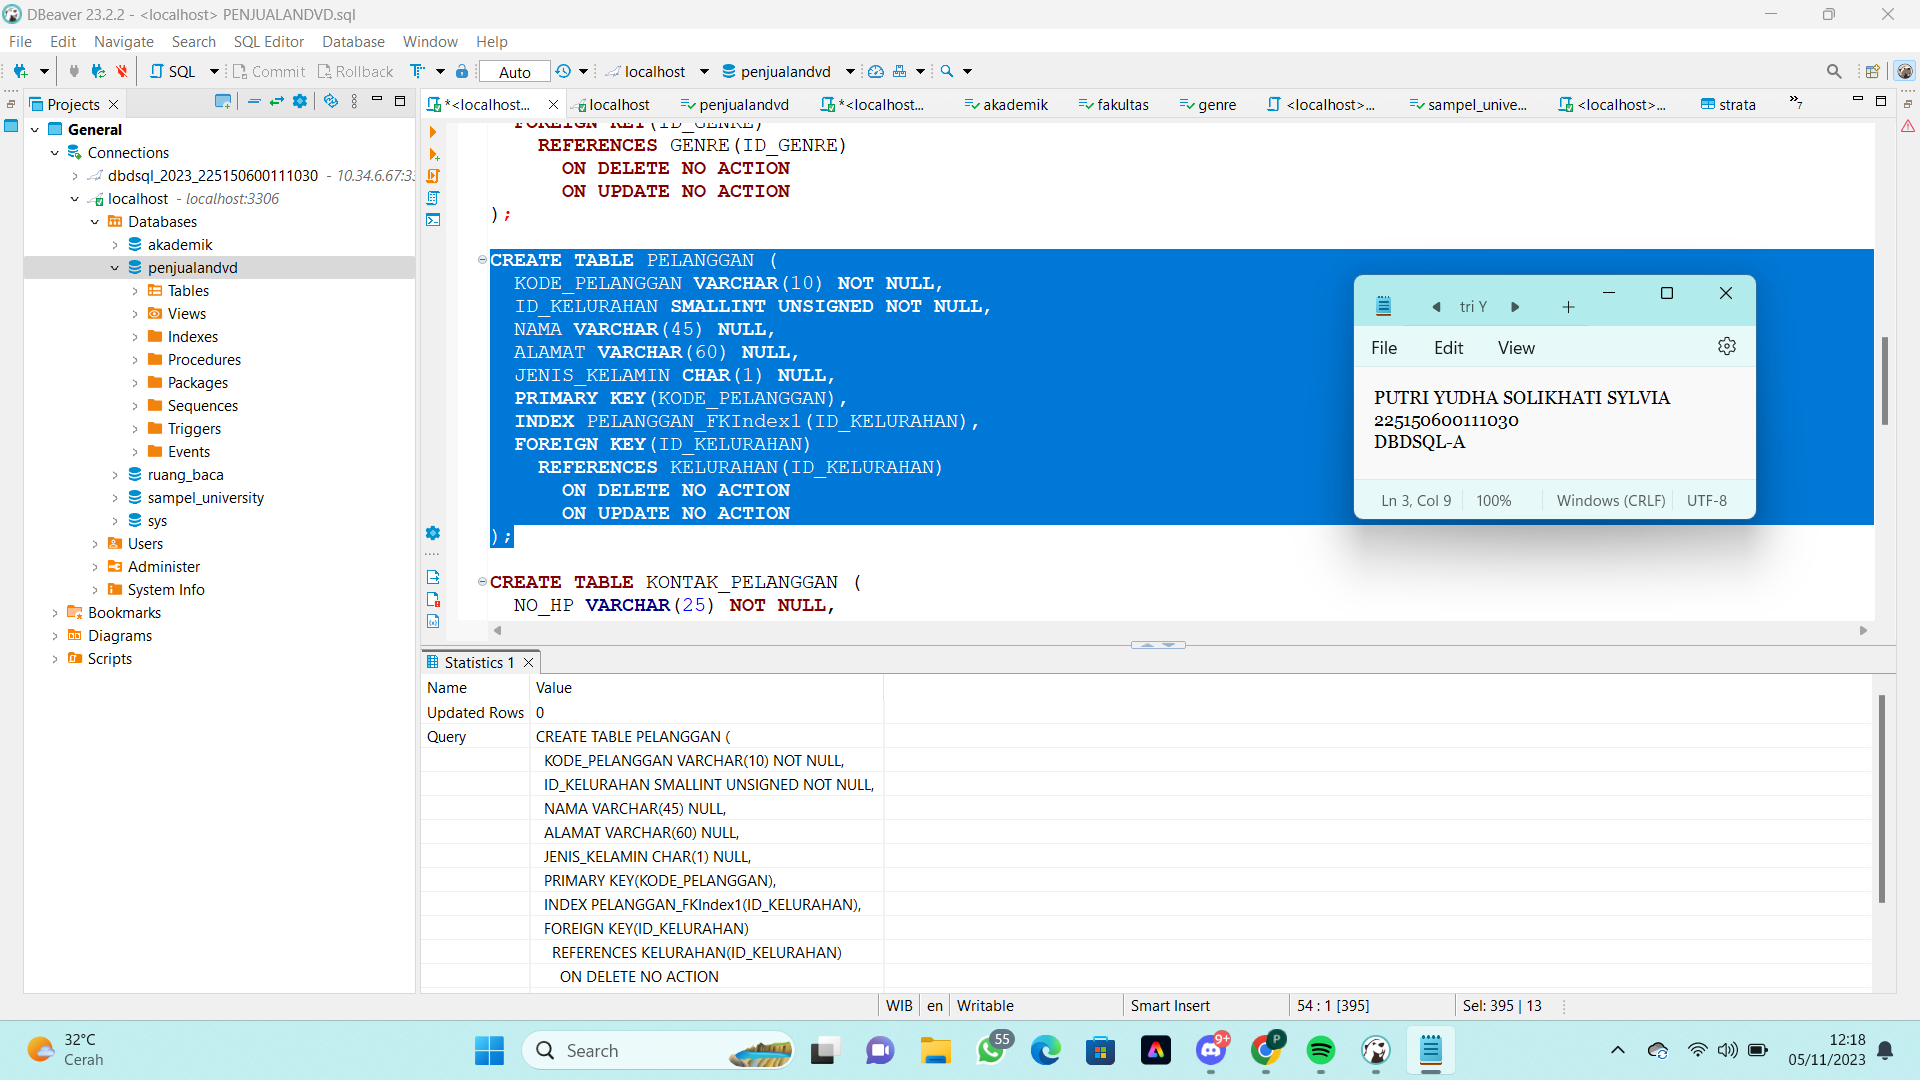 DBeaver 23.2.2 - <localhost> PENJUALANDVD.sql
File Edit Navigate Search SQL Editor Database Window Help
SQL Commit Rollback Auto localhost penjualandvd
Projects
*<localhost... localhost penjualandvd *<localhost... akademik fakultas genre <localhost>... sampel_unive... <localhost>... strata »7
General
Connections
dbdsql_2023_225150600111030 - 10.34.6.67:33
localhost - localhost:3306
Databases
akademik
penjualandvd
Tables
Views
Indexes
Procedures
Packages
Sequences
Triggers
Events
ruang_baca
sampel_university
sys
Users
Administer
System Info
Bookmarks
Diagrams
Scripts
FOREIGN KEY(ID_GENRE)
REFERENCES GENRE(ID_GENRE)
ON DELETE NO ACTION
ON UPDATE NO ACTION
);
CREATE TABLE PELANGGAN (
KODE_PELANGGAN VARCHAR(10) NOT NULL,
ID_KELURAHAN SMALLINT UNSIGNED NOT NULL,
NAMA VARCHAR(45) NULL,
ALAMAT VARCHAR(60) NULL,
JENIS_KELAMIN CHAR(1) NULL,
PRIMARY KEY(KODE_PELANGGAN),
INDEX PELANGGAN_FKIndex1(ID_KELURAHAN),
FOREIGN KEY(ID_KELURAHAN)
REFERENCES KELURAHAN(ID_KELURAHAN)
ON DELETE NO ACTION
ON UPDATE NO ACTION
);
CREATE TABLE KONTAK_PELANGGAN (
NO_HP VARCHAR(25) NOT NULL,
tri Y
File Edit View
PUTRI YUDHA SOLIKHATI SYLVIA
225150600111030
DBDSQL-A
Ln 3, Col 9 100% Windows (CRLF) UTF-8
Statistics 1
Name Value
Updated Rows 0
Query CREATE TABLE PELANGGAN (
KODE_PELANGGAN VARCHAR(10) NOT NULL,
ID_KELURAHAN SMALLINT UNSIGNED NOT NULL,
NAMA VARCHAR(45) NULL,
ALAMAT VARCHAR(60) NULL,
JENIS_KELAMIN CHAR(1) NULL,
PRIMARY KEY(KODE_PELANGGAN),
INDEX PELANGGAN_FKIndex1(ID_KELURAHAN),
FOREIGN KEY(ID_KELURAHAN)
REFERENCES KELURAHAN(ID_KELURAHAN)
ON DELETE NO ACTION
WIB en Writable Smart Insert 54 : 1 [395] Sel: 395 | 13
32°C
Cerah
Search
55
9+
P
12:18
05/11/2023